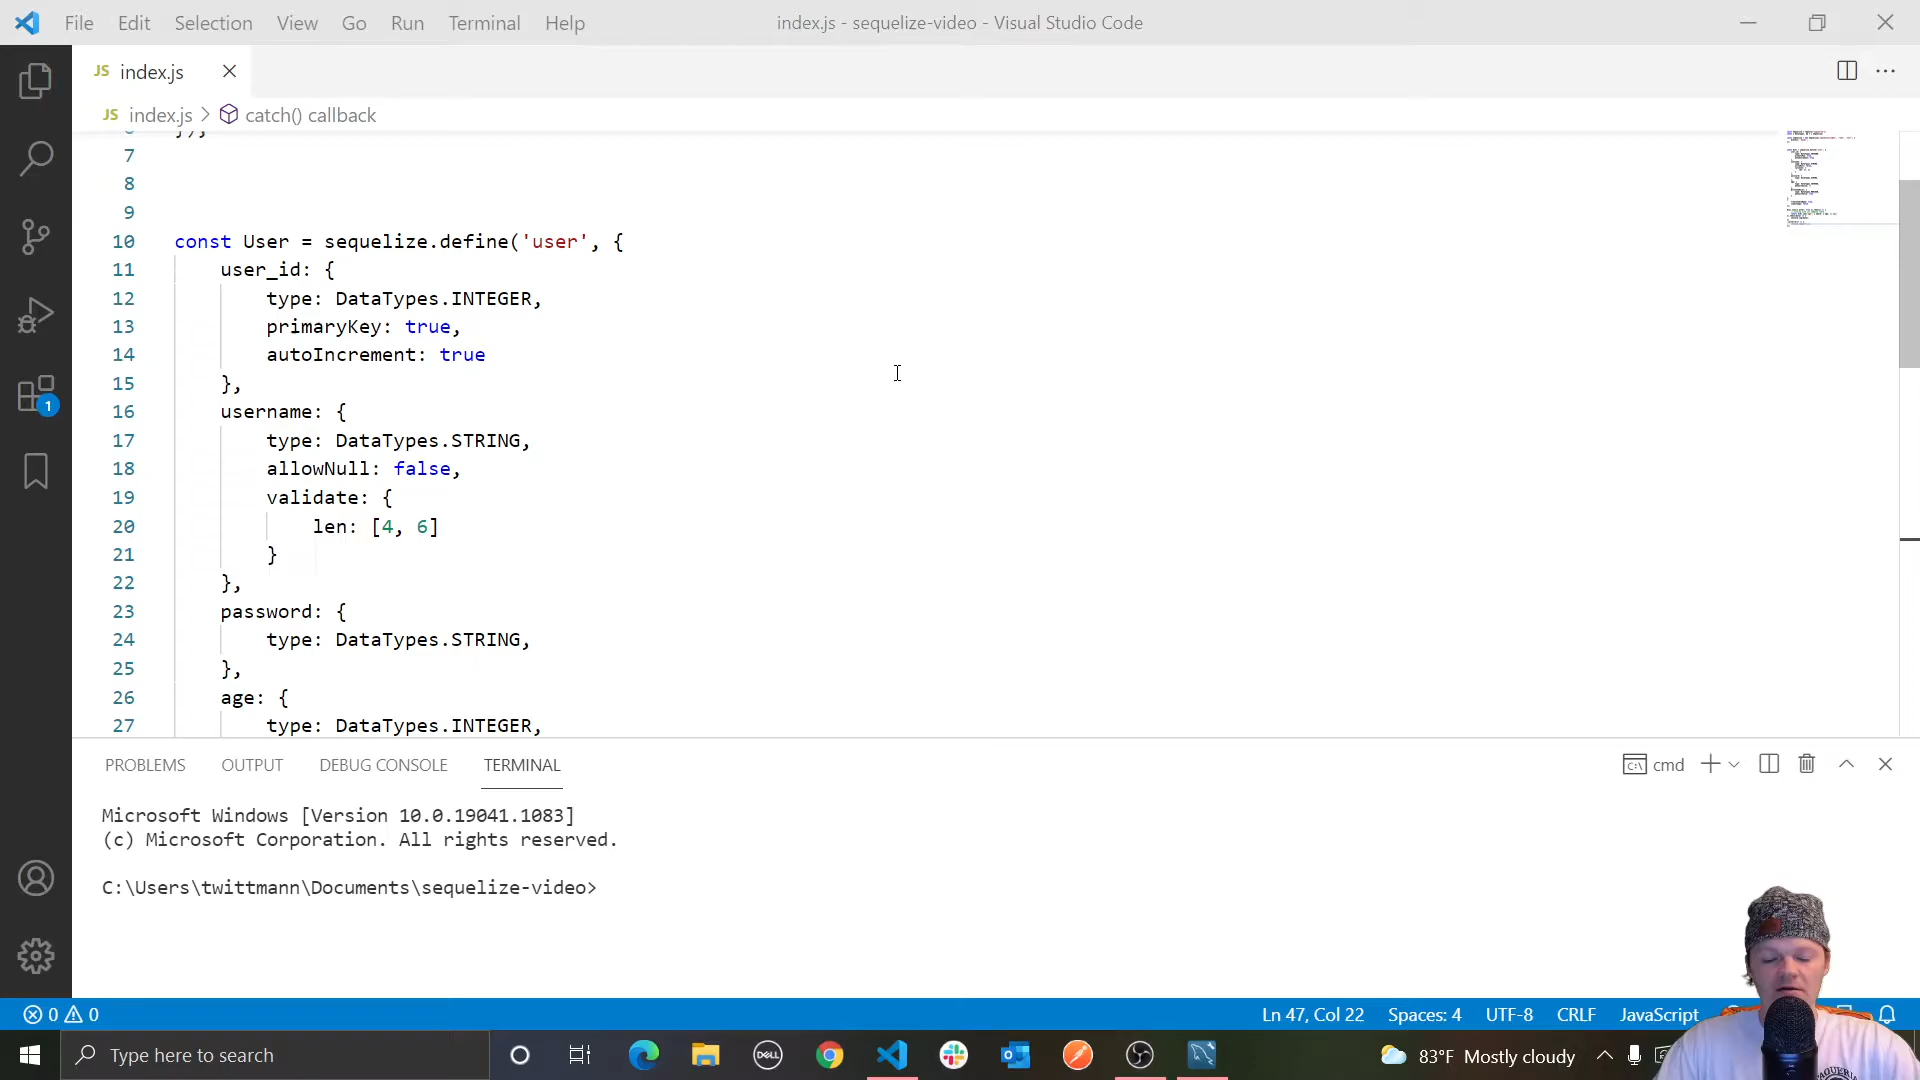 File Edit Selection View Go Run Terminal Help index.js - sequelize-video - Visual Studio Code
JS index.js
JS index.js > catch() callback
7
8
9
10 const User = sequelize.define('user', {
11 user_id: {
12 type: DataTypes.INTEGER,
13 primaryKey: true,
14 autoIncrement: true
15 },
16 username: {
17 type: DataTypes.STRING,
18 allowNull: false,
19 validate: {
20 len: [4, 6]
21 }
22 },
23 password: {
24 type: DataTypes.STRING,
25 },
26 age: {
27 type: DataTypes.INTEGER,
1
PROBLEMS OUTPUT DEBUG CONSOLE TERMINAL cmd
Microsoft Windows [Version 10.0.19041.1083]
(c) Microsoft Corporation. All rights reserved.
C:\Users\twittmann\Documents\sequelize-video>
0 0 Ln 47, Col 22 Spaces: 4 UTF-8 CRLF JavaScript
Type here to search DELL 83°F Mostly cloudy